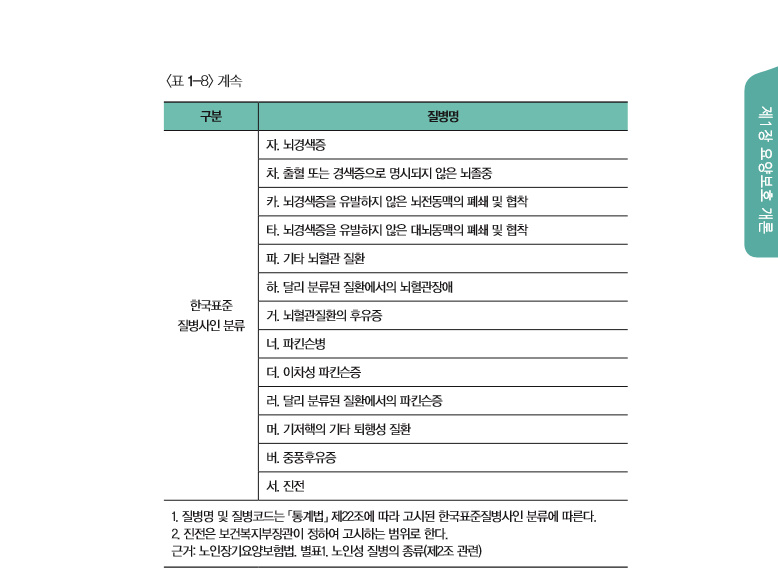 〈표 1-8〉 계속
구분 질병명
자. 뇌경색증
차. 출혈 또는 경색증으로 명시되지 않은 뇌졸중
카. 뇌경색증을 유발하지 않은 뇌전동맥의 폐쇄 및 협착
타. 뇌경색증을 유발하지 않은 대뇌동맥의 폐쇄 및 협착
파. 기타 뇌혈관 질환
하. 달리 분류된 질환에서의 뇌혈관장애
한국표준
질병사인 분류
거. 뇌혈관질환의 후유증
너. 파킨슨병
더. 이차성 파킨슨증
러. 달리 분류된 질환에서의 파킨슨증
머. 기저핵의 기타 퇴행성 질환
버. 중풍후유증
서. 진전
1. 질병명 및 질병코드는 「통계법」 제22조에 따라 고시된 한국표준질병사인 분류에 따른다.
2. 진전은 보건복지부장관이 정하여 고시하는 범위로 한다.
근거: 노인장기요양보험법. 별표1. 노인성 질병의 종류(제2조 관련)
제1장 요양보호 개론